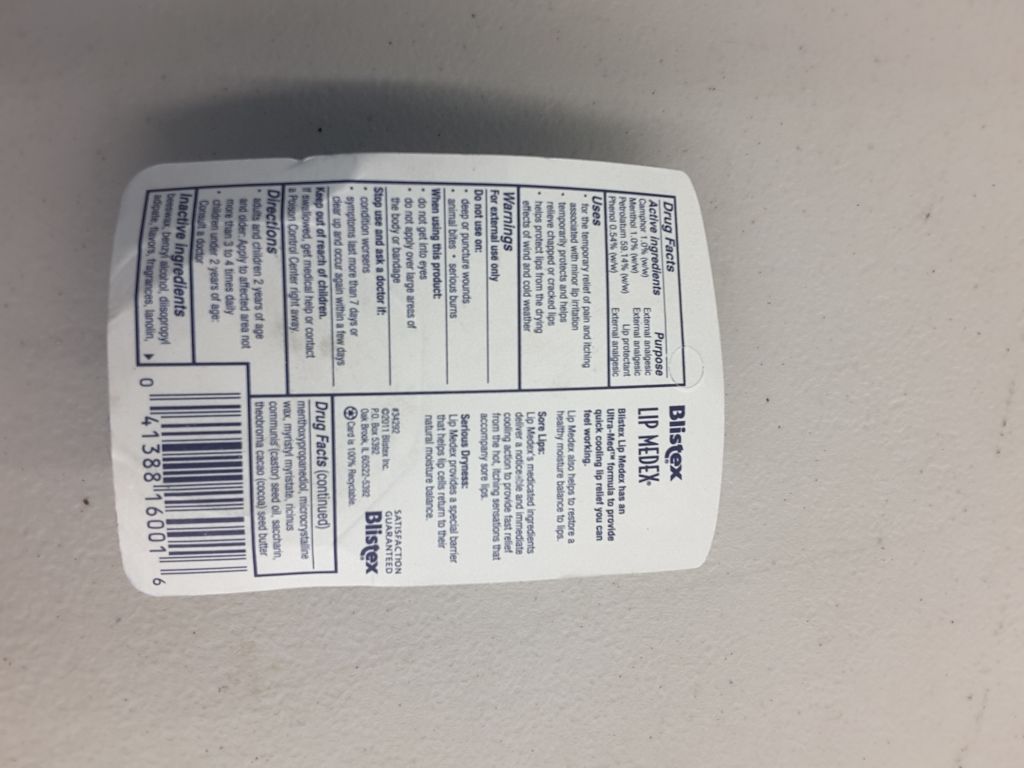 Drug Facts
Active ingredients Purpose
Camphor 1.0% (w/w) External analgesic
Menthol 1.0% (w/w) External analgesic
Petrolatum 59.14% (w/w) Lip protectant
Phenol 0.54% (w/w) External analgesic
Uses
• for the temporary relief of pain and itching
associated with minor lip irritation
• temporarily protects and helps
relieve chapped or cracked lips
• helps protect lips from the drying
effects of wind and cold weather
Warnings
For external use only
Do not use on:
• deep or puncture wounds
• animal bites • serious burns
When using this product:
• do not get into eyes
• do not apply over large areas of
the body or bandage
Stop use and ask a doctor if:
• condition worsens
• symptoms last more than 7 days or
clear up and occur again within a few days
Keep out of reach of children.
If swallowed, get medical help or contact
a Poison Control Center right away.
Directions
• adults and children 2 years of age
and older: Apply to affected area not
more than 3 to 4 times daily
• children under 2 years of age:
Consult a doctor
Inactive ingredients
beeswax, benzyl alcohol, diisopropyl
adipate, flavors, fragrances, lanolin,
Blistex
LIP MEDEX®
Blistex Lip Medex has an
Ultra-Med™ formula to provide
quick cooling lip relief you can
feel working.
Lip Medex also helps to restore a
healthy moisture balance to lips.
Sore Lips:
Lip Medex's medicated ingredients
deliver a noticeable and immediate
cooling action to provide fast relief
from the hot, itching sensations that
accompany sore lips.
Serious Dryness:
Lip Medex provides a special barrier
that helps lip cells return to their
natural moisture balance.
#34292
©2011 Blistex Inc.
P.O. Box 5392
Oak Brook, IL 60522-5392
Card is 100% Recyclable.
SATISFACTION
GUARANTEED
Blistex
Drug Facts (continued)
menthoxypropanediol, microcrystalline
wax, myristyl myristate, ricinus
communis (castor) seed oil, saccharin,
theobroma cacao (cocoa) seed butter
0 41388 16001 6